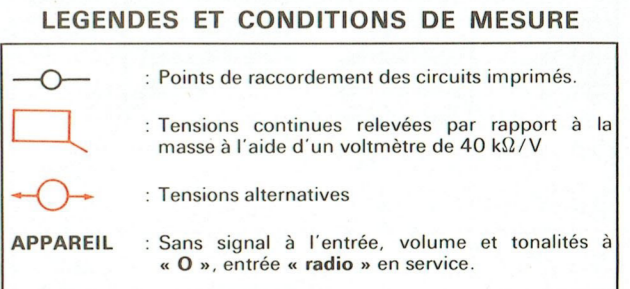 LEGENDES ET CONDITIONS DE MESURE
: Points de raccordement des circuits imprimés.
: Tensions continues relevées par rapport à la
masse à l'aide d'un voltmètre de 40 kΩ/V
: Tensions alternatives
APPAREIL : Sans signal à l'entrée, volume et tonalités à
« O », entrée « radio » en service.